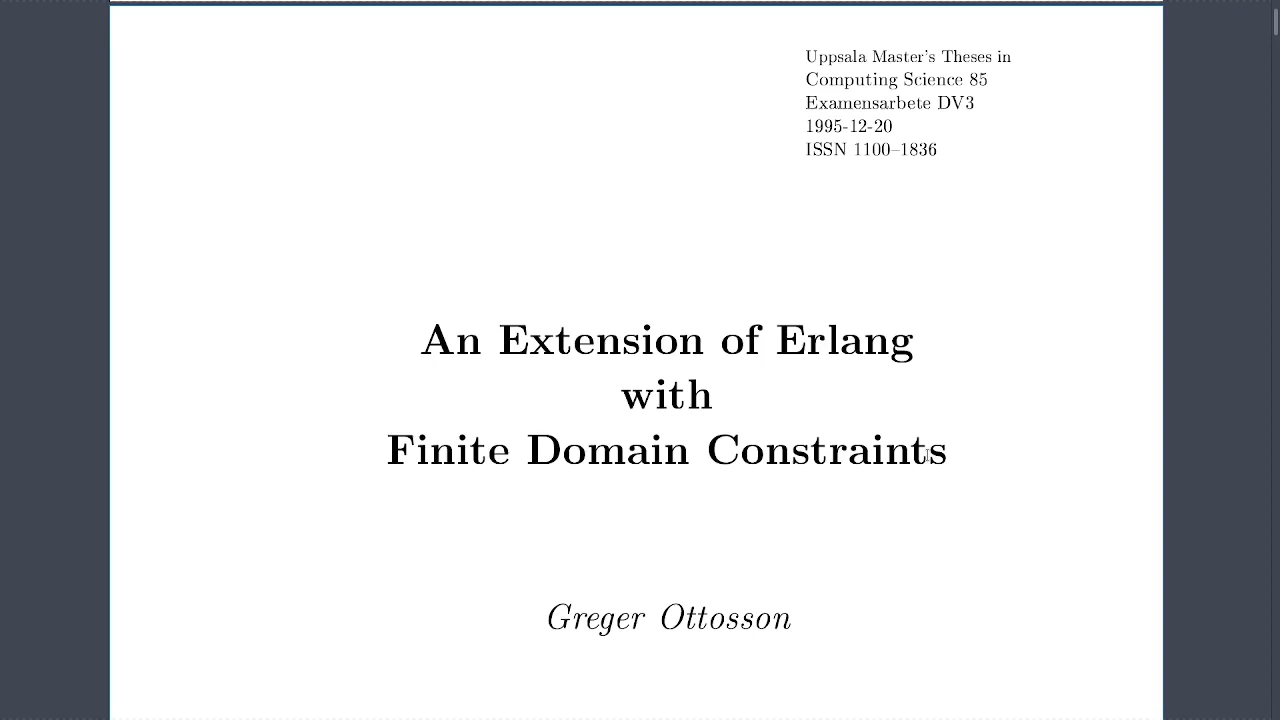 Uppsala Master's Theses in
Computing Science 85
Examensarbete DV3
1995-12-20
ISSN 1100–1836
An Extension of Erlang
with
Finite Domain Constraints
Greger Ottosson